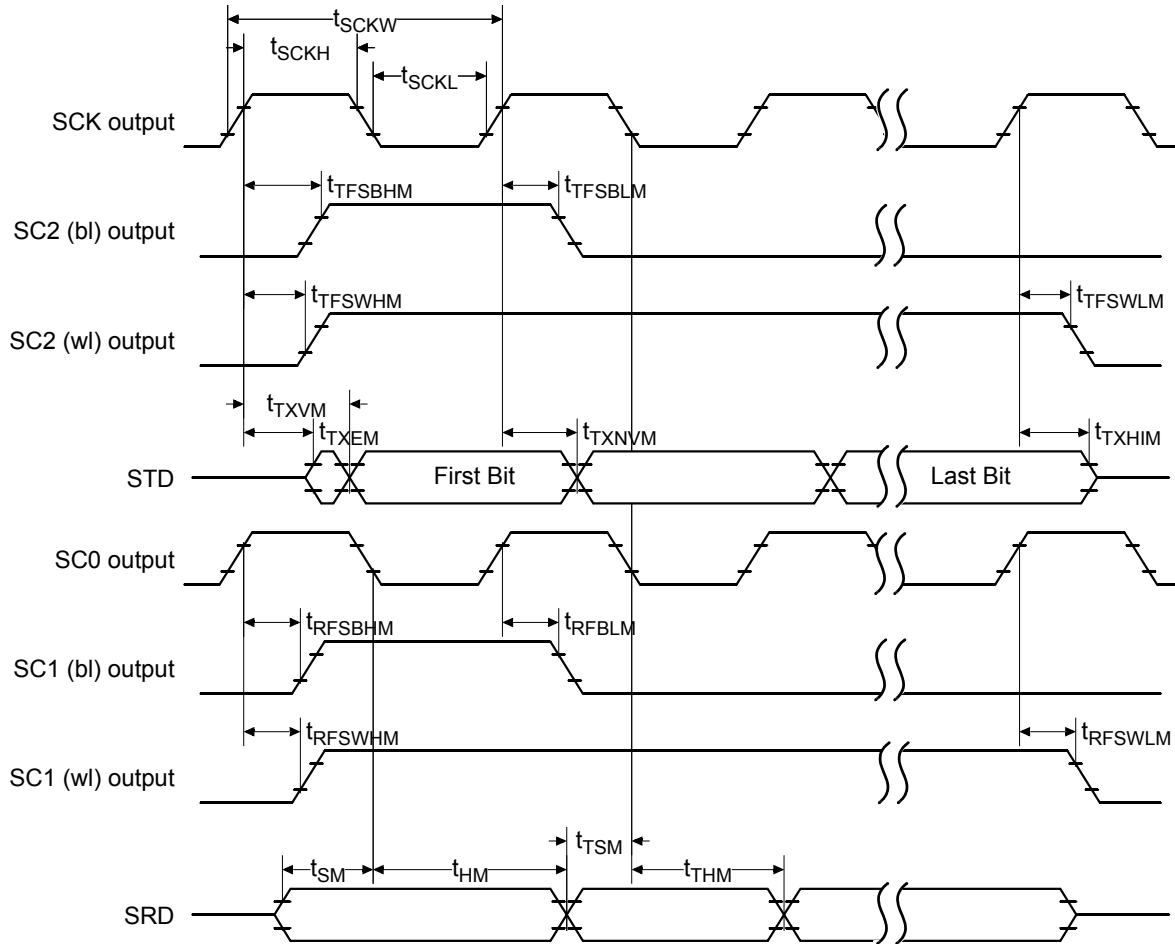 tSCKW
tSCKH
tSCKL
SCK output
tTFSBHM
tTFSBLM
SC2 (bl) output
tTFSWHM
tTFSWLM
SC2 (wl) output
tTXVM
tTXEM
tTXNVM
tTXHIM
STD
First Bit
Last Bit
SC0 output
tRFSBHM
tRFBLM
SC1 (bl) output
tRFSWHM
tRFSWLM
SC1 (wl) output
tTSM
tSM
tHM
tTHM
SRD